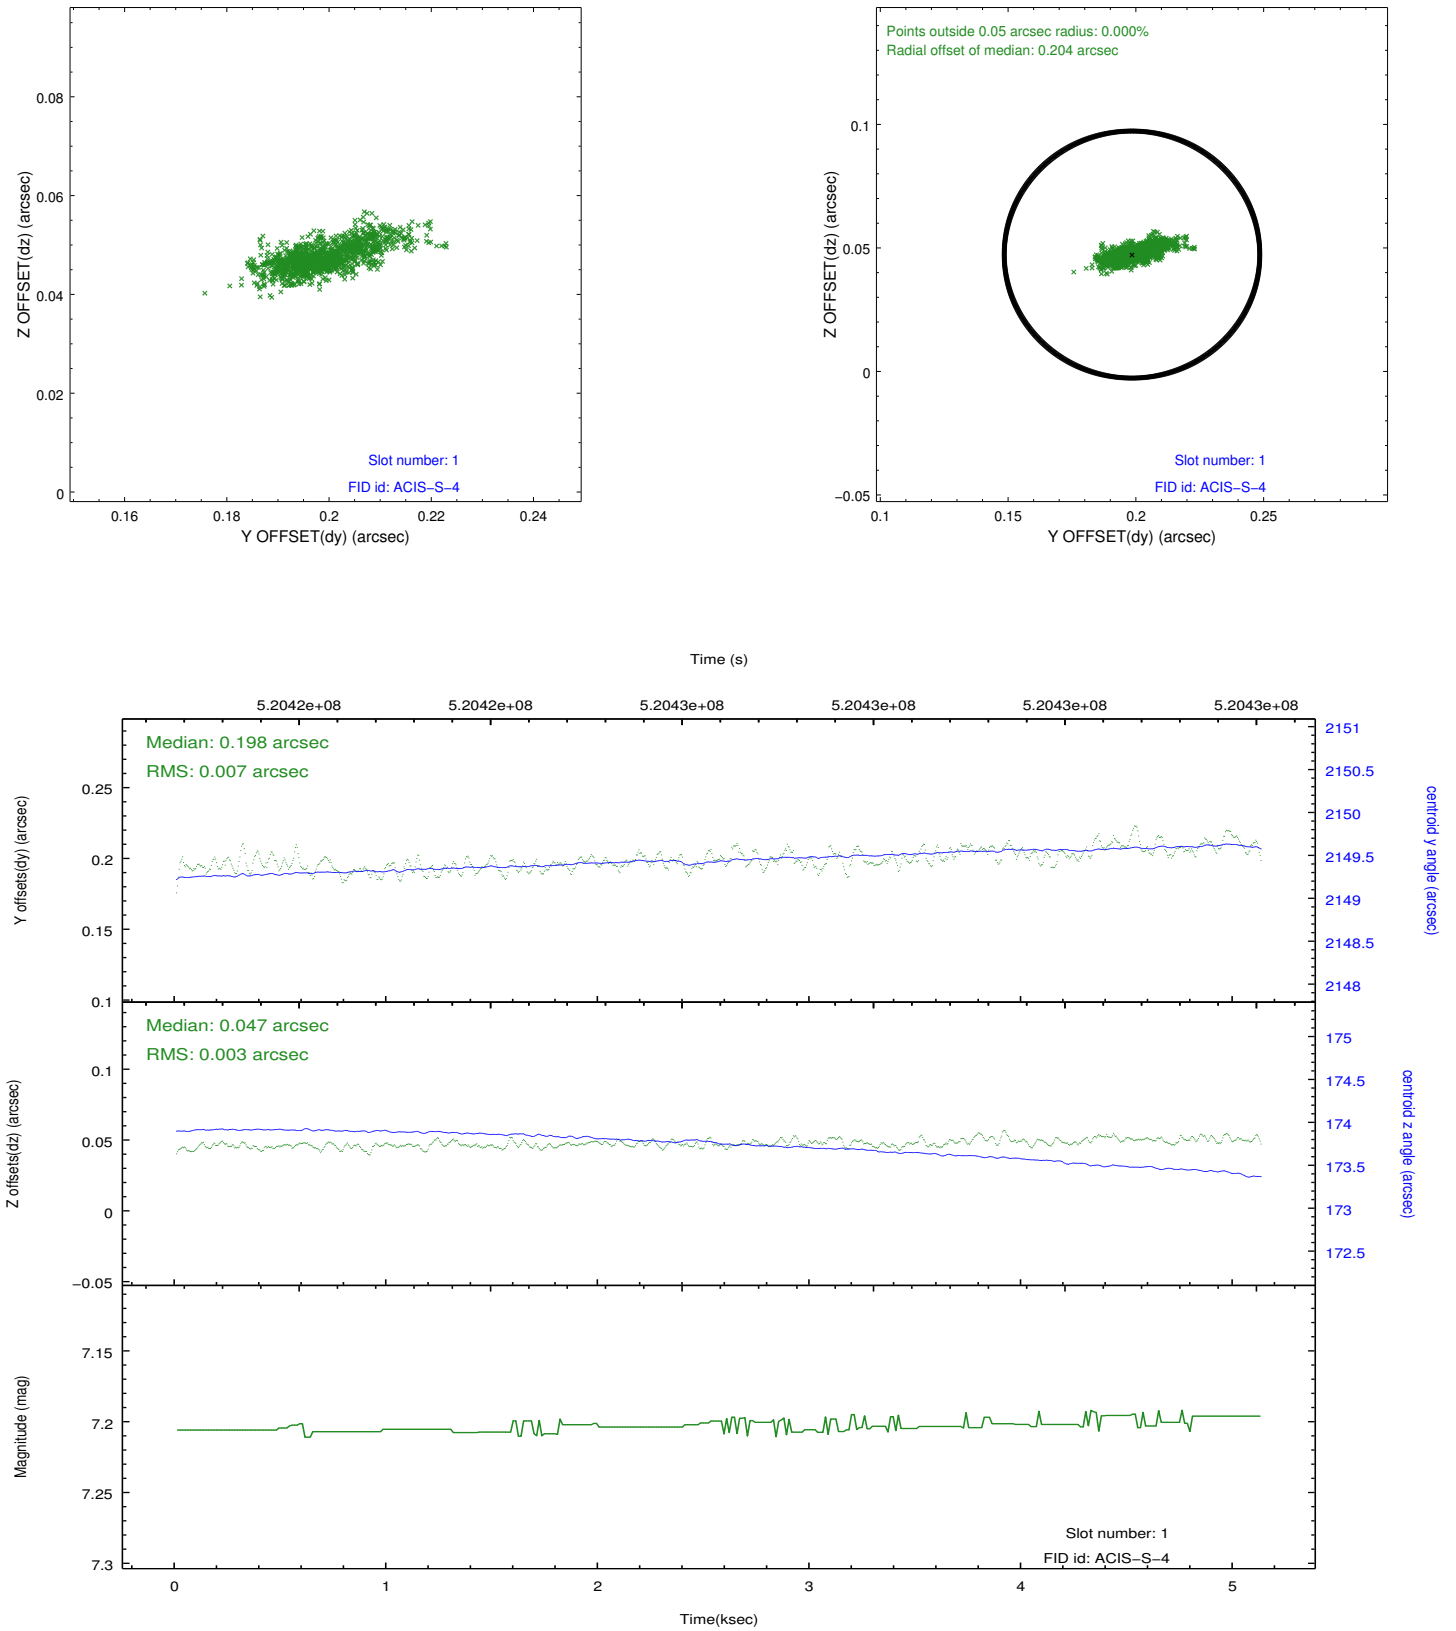 0.08
0.06
0.04
0.02
0
Z OFFSET(dz) (arcsec)
Slot number: 1
FID id: ACIS−S−4
0.16
0.18
0.2
0.22
0.24
Y OFFSET(dy) (arcsec)
Points outside 0.05 arcsec radius: 0.000%
Radial offset of median: 0.204 arcsec
0.1
0.05
0
−0.05
Z OFFSET(dz) (arcsec)
Slot number: 1
FID id: ACIS−S−4
0.1
0.15
0.2
0.25
Y OFFSET(dy) (arcsec)
Time (s)
5.2042e+08
5.2042e+08
5.2043e+08
5.2043e+08
5.2043e+08
5.2043e+08
Median: 0.198 arcsec
RMS: 0.007 arcsec
0.25
0.2
0.15
0.1
Y offsets(dy) (arcsec)
2151
2150.5
2150
2149.5
2149
2148.5
2148
centroid y angle (arcsec)
Median: 0.047 arcsec
RMS: 0.003 arcsec
0.1
0.05
0
−0.05
Z offsets(dz) (arcsec)
175
174.5
174
173.5
173
172.5
centroid z angle (arcsec)
7.15
7.2
7.25
7.3
Magnitude (mag)
Slot number: 1
FID id: ACIS−S−4
0
1
2
3
4
5
Time(ksec)